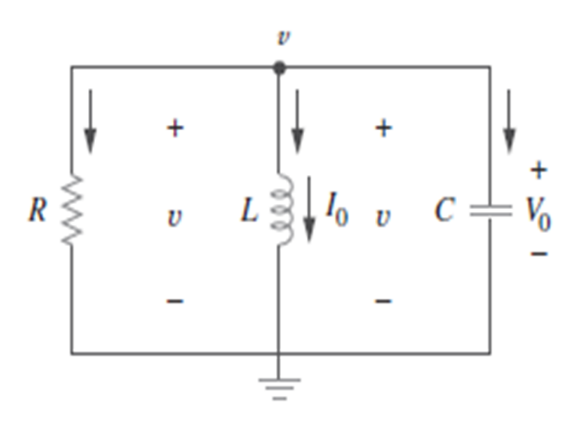 v
+ +
+
R v L I₀ v C V₀
−
− −